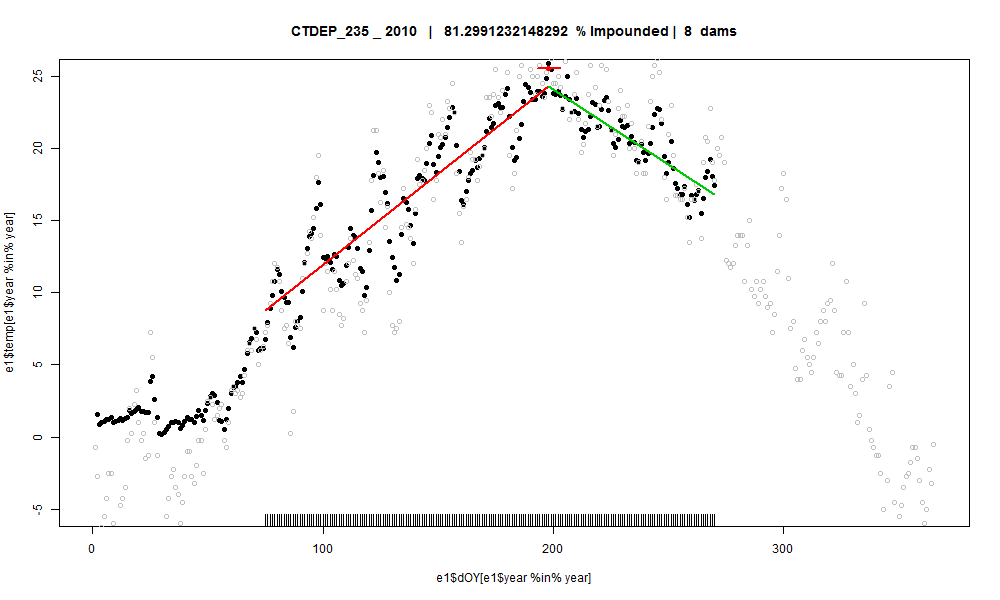 CTDEP_235 _ 2010 | 81.2991232148292 % Impounded | 8 dams
e1$temp[e1$year %in% year]
25
20
15
10
5
0
-5
0 100 200 300
e1$dOY[e1$year %in% year]